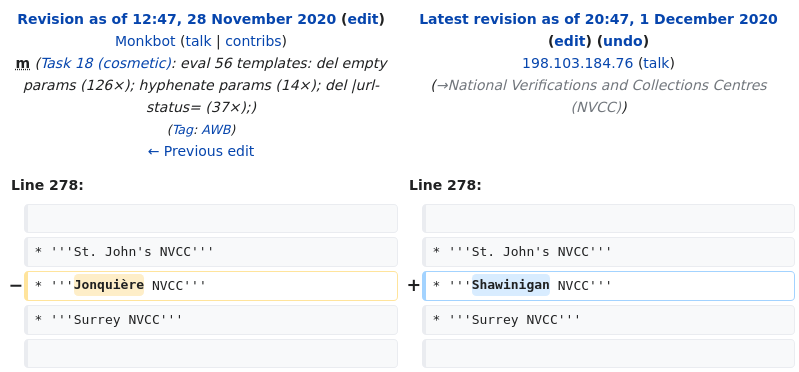 Revision as of 12:47, 28 November 2020 (edit)
Monkbot (talk | contribs)
m (Task 18 (cosmetic): eval 56 templates: del empty
params (126×); hyphenate params (14×); del |url-
status= (37×);)
(Tag: AWB)
← Previous edit
Latest revision as of 20:47, 1 December 2020
(edit) (undo)
198.103.184.76 (talk)
(→National Verifications and Collections Centres
(NVCC))
Line 278:
Line 278:
* '''St. John's NVCC'''
* '''St. John's NVCC'''
− * '''Jonquière NVCC'''
+ * '''Shawinigan NVCC'''
* '''Surrey NVCC'''
* '''Surrey NVCC'''